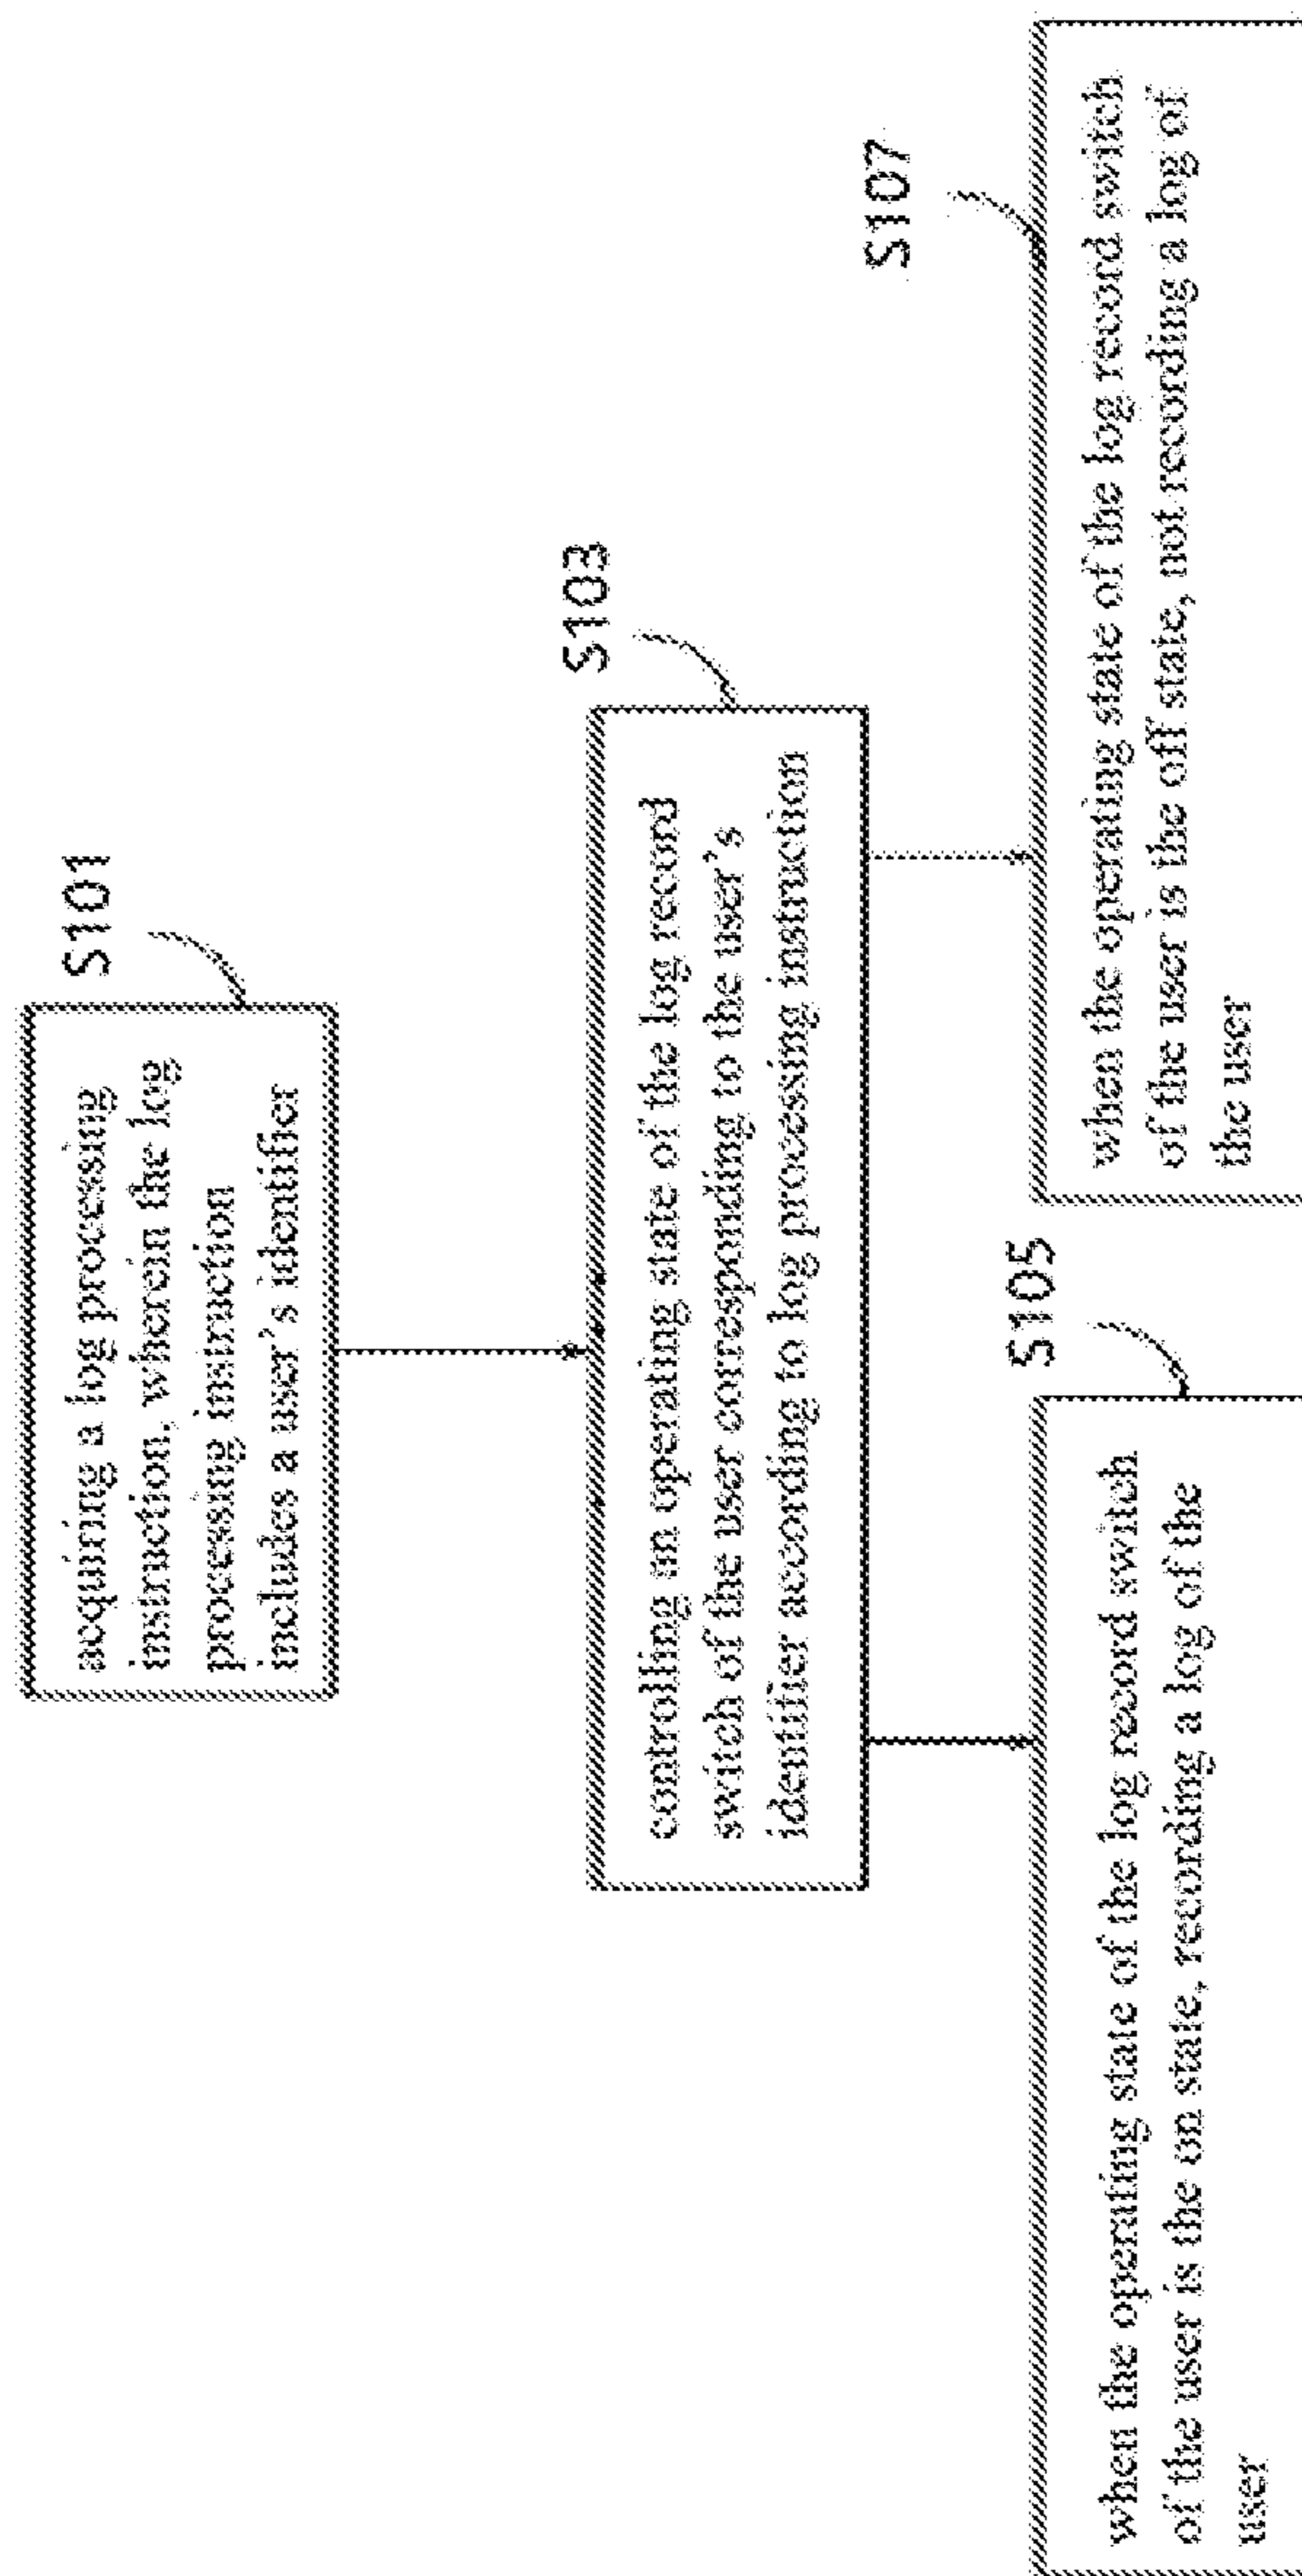 S101
acquiring a log processing
instruction, wherein the log
processing instruction
includes a user's identifier
S103
controlling an operating state of the log record
switch of the user corresponding to the user's
identifier according to log processing instruction
S105
when the operating state of the log record switch
of the user is the on state, recording a log of the
user
S107
when the operating state of the log record switch
of the user is the off state, not recording a log of
the user